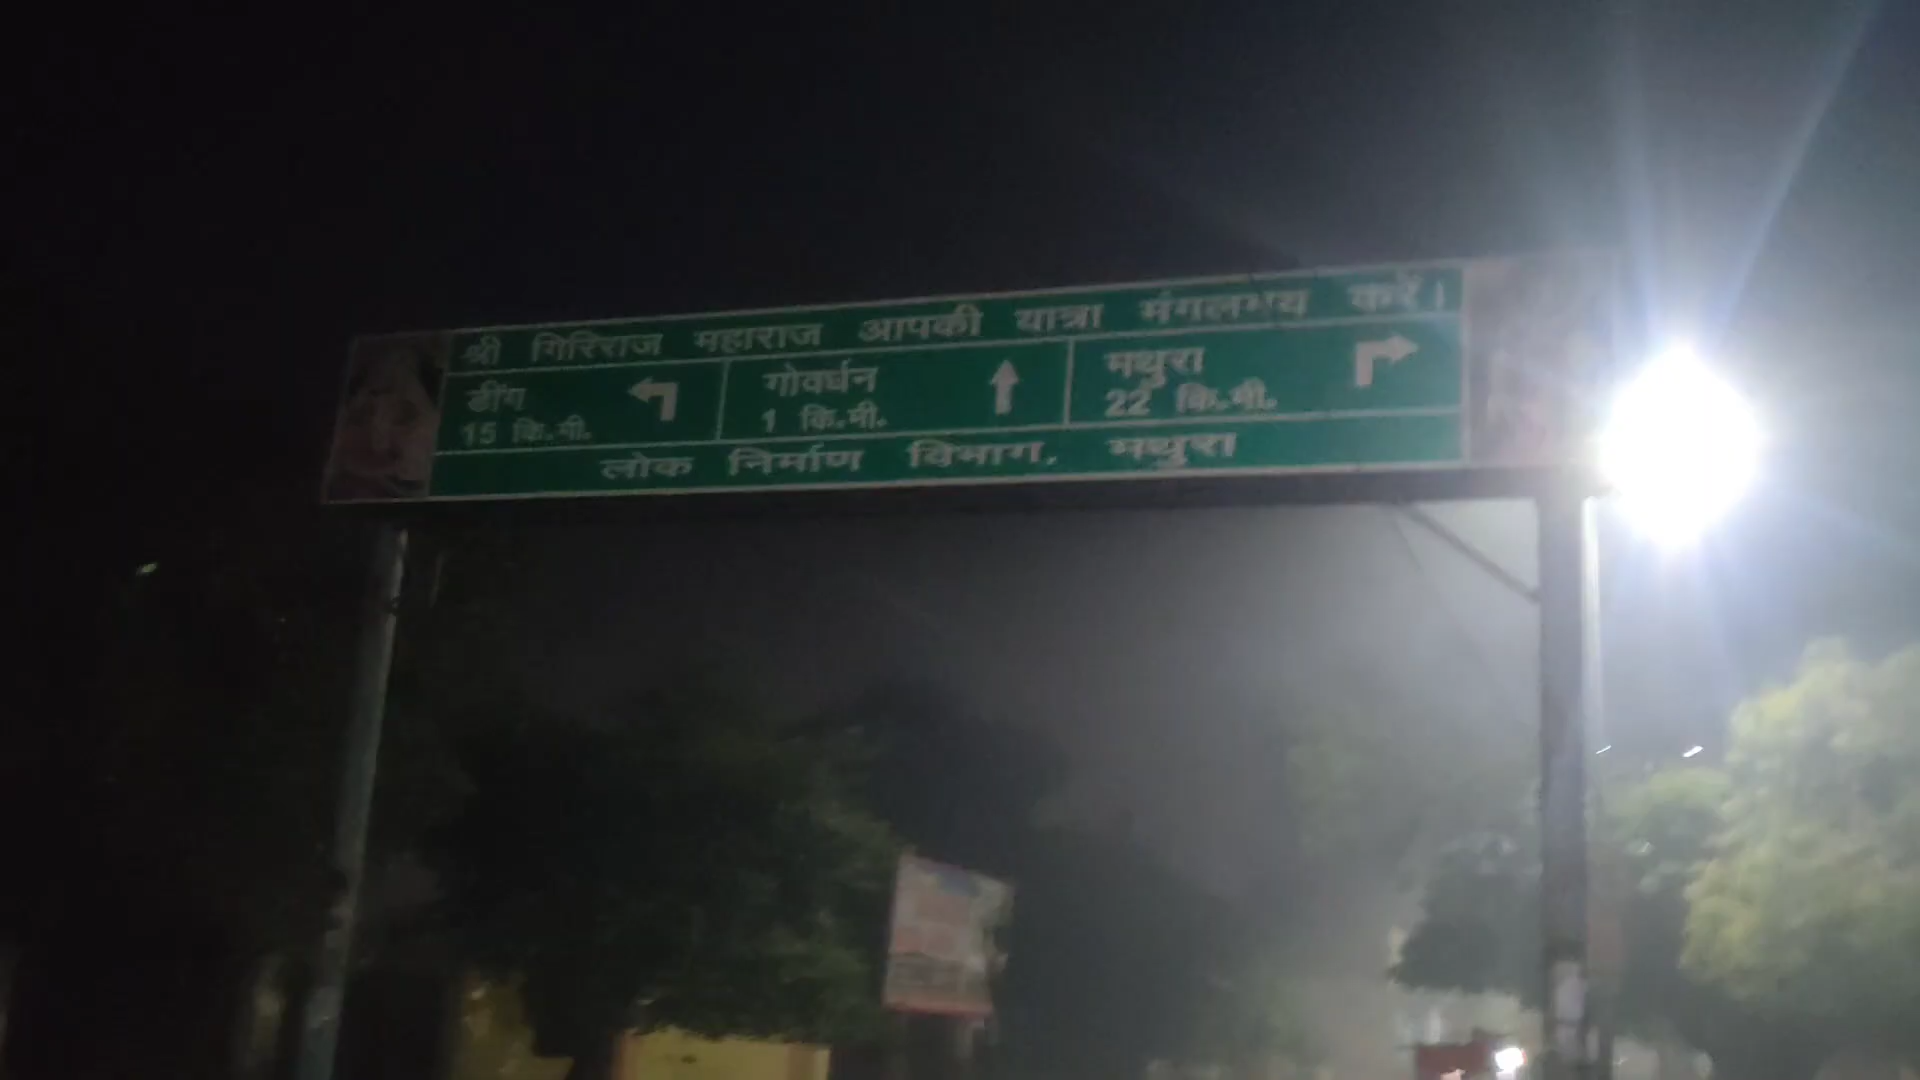 श्री गिरिराज महाराज आपकी यात्रा मंगलमय करें।
डींग
15 कि.मी.
गोवर्धन
1 कि.मी.
मथुरा
22 कि.मी.
लोक निर्माण विभाग, मथुरा